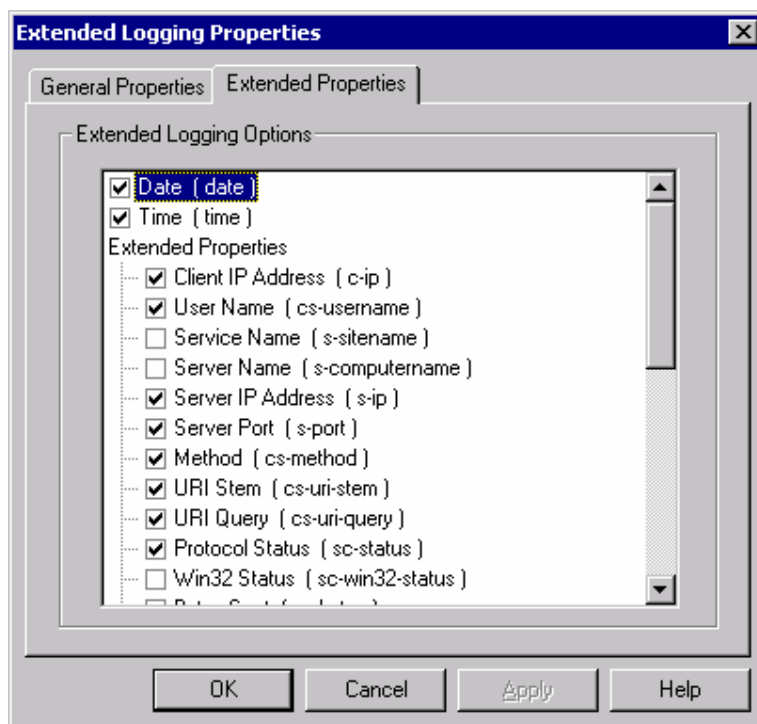 Extended Logging Properties
General Properties
Extended Properties
Extended Logging Options
Date ( date )
Time ( time )
Extended Properties
Client IP Address ( c-ip )
User Name ( cs-username )
Service Name ( s-sitename )
Server Name ( s-computername )
Server IP Address ( s-ip )
Server Port ( s-port )
Method ( cs-method )
URI Stem ( cs-uri-stem )
URI Query ( cs-uri-query )
Protocol Status ( sc-status )
Win32 Status ( sc-win32-status )
OK
Cancel
Apply
Help